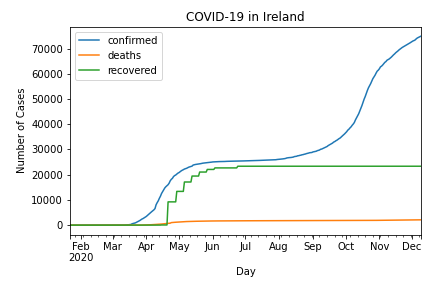 COVID-19 in Ireland
confirmed
deaths
recovered
Number of Cases
70000
60000
50000
40000
30000
20000
10000
0
Feb Mar Apr May Jun Jul Aug Sep Oct Nov Dec
2020
Day